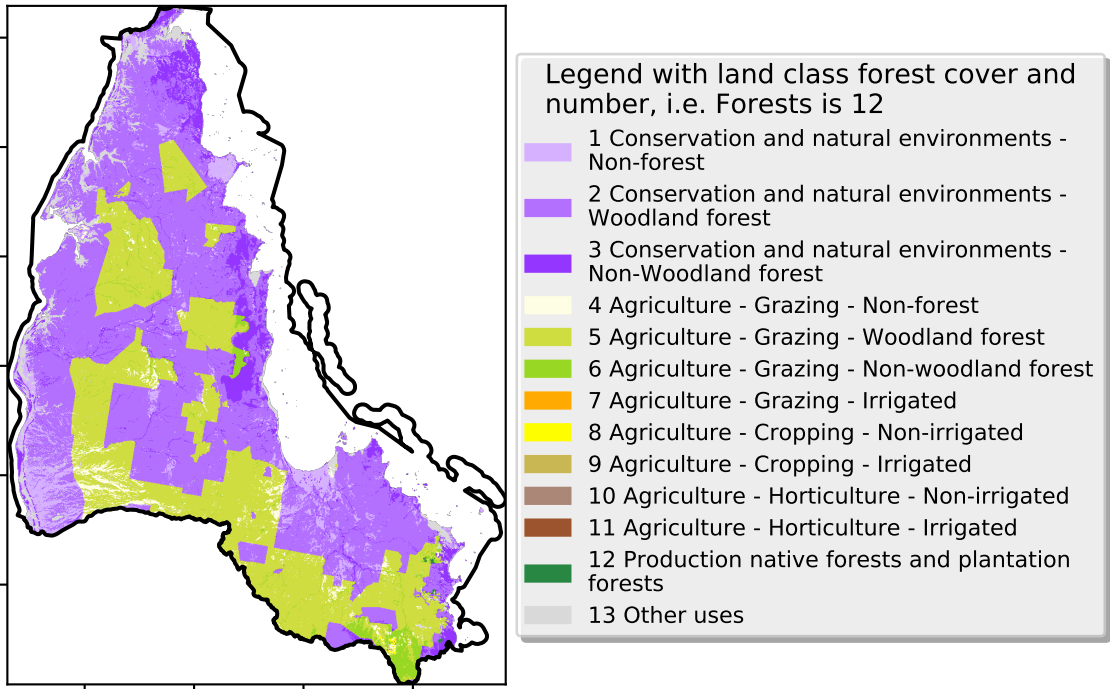 Legend with land class forest cover and
number, i.e. Forests is 12
1 Conservation and natural environments -
Non-forest
2 Conservation and natural environments -
Woodland forest
3 Conservation and natural environments -
Non-Woodland forest
4 Agriculture - Grazing - Non-forest
5 Agriculture - Grazing - Woodland forest
6 Agriculture - Grazing - Non-woodland forest
7 Agriculture - Grazing - Irrigated
8 Agriculture - Cropping - Non-irrigated
9 Agriculture - Cropping - Irrigated
10 Agriculture - Horticulture - Non-irrigated
11 Agriculture - Horticulture - Irrigated
12 Production native forests and plantation
forests
13 Other uses